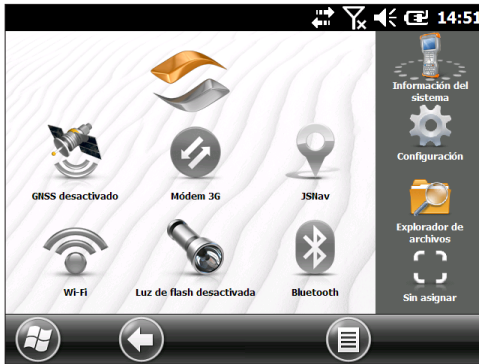 14:51
Información del
sistema
GNSS desactivado
Módem 3G
JSNav
Configuración
Explorador de
archivos
Wi-Fi
Luz de flash desactivada
Bluetooth
Sin asignar